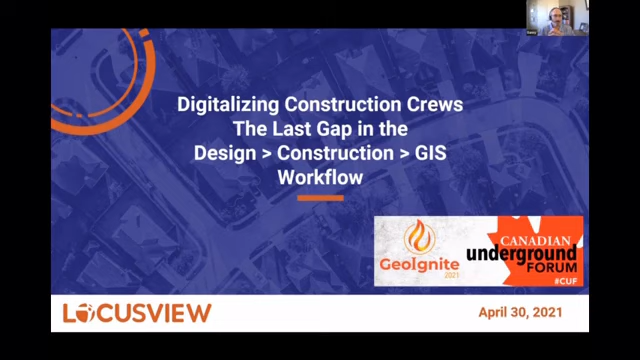 Digitalizing Construction Crews
The Last Gap in the
Design > Construction > GIS
Workflow
GeoIgnite
2021
CANADIAN
underground
FORUM
#CUF
LOCUSVIEW
April 30, 2021